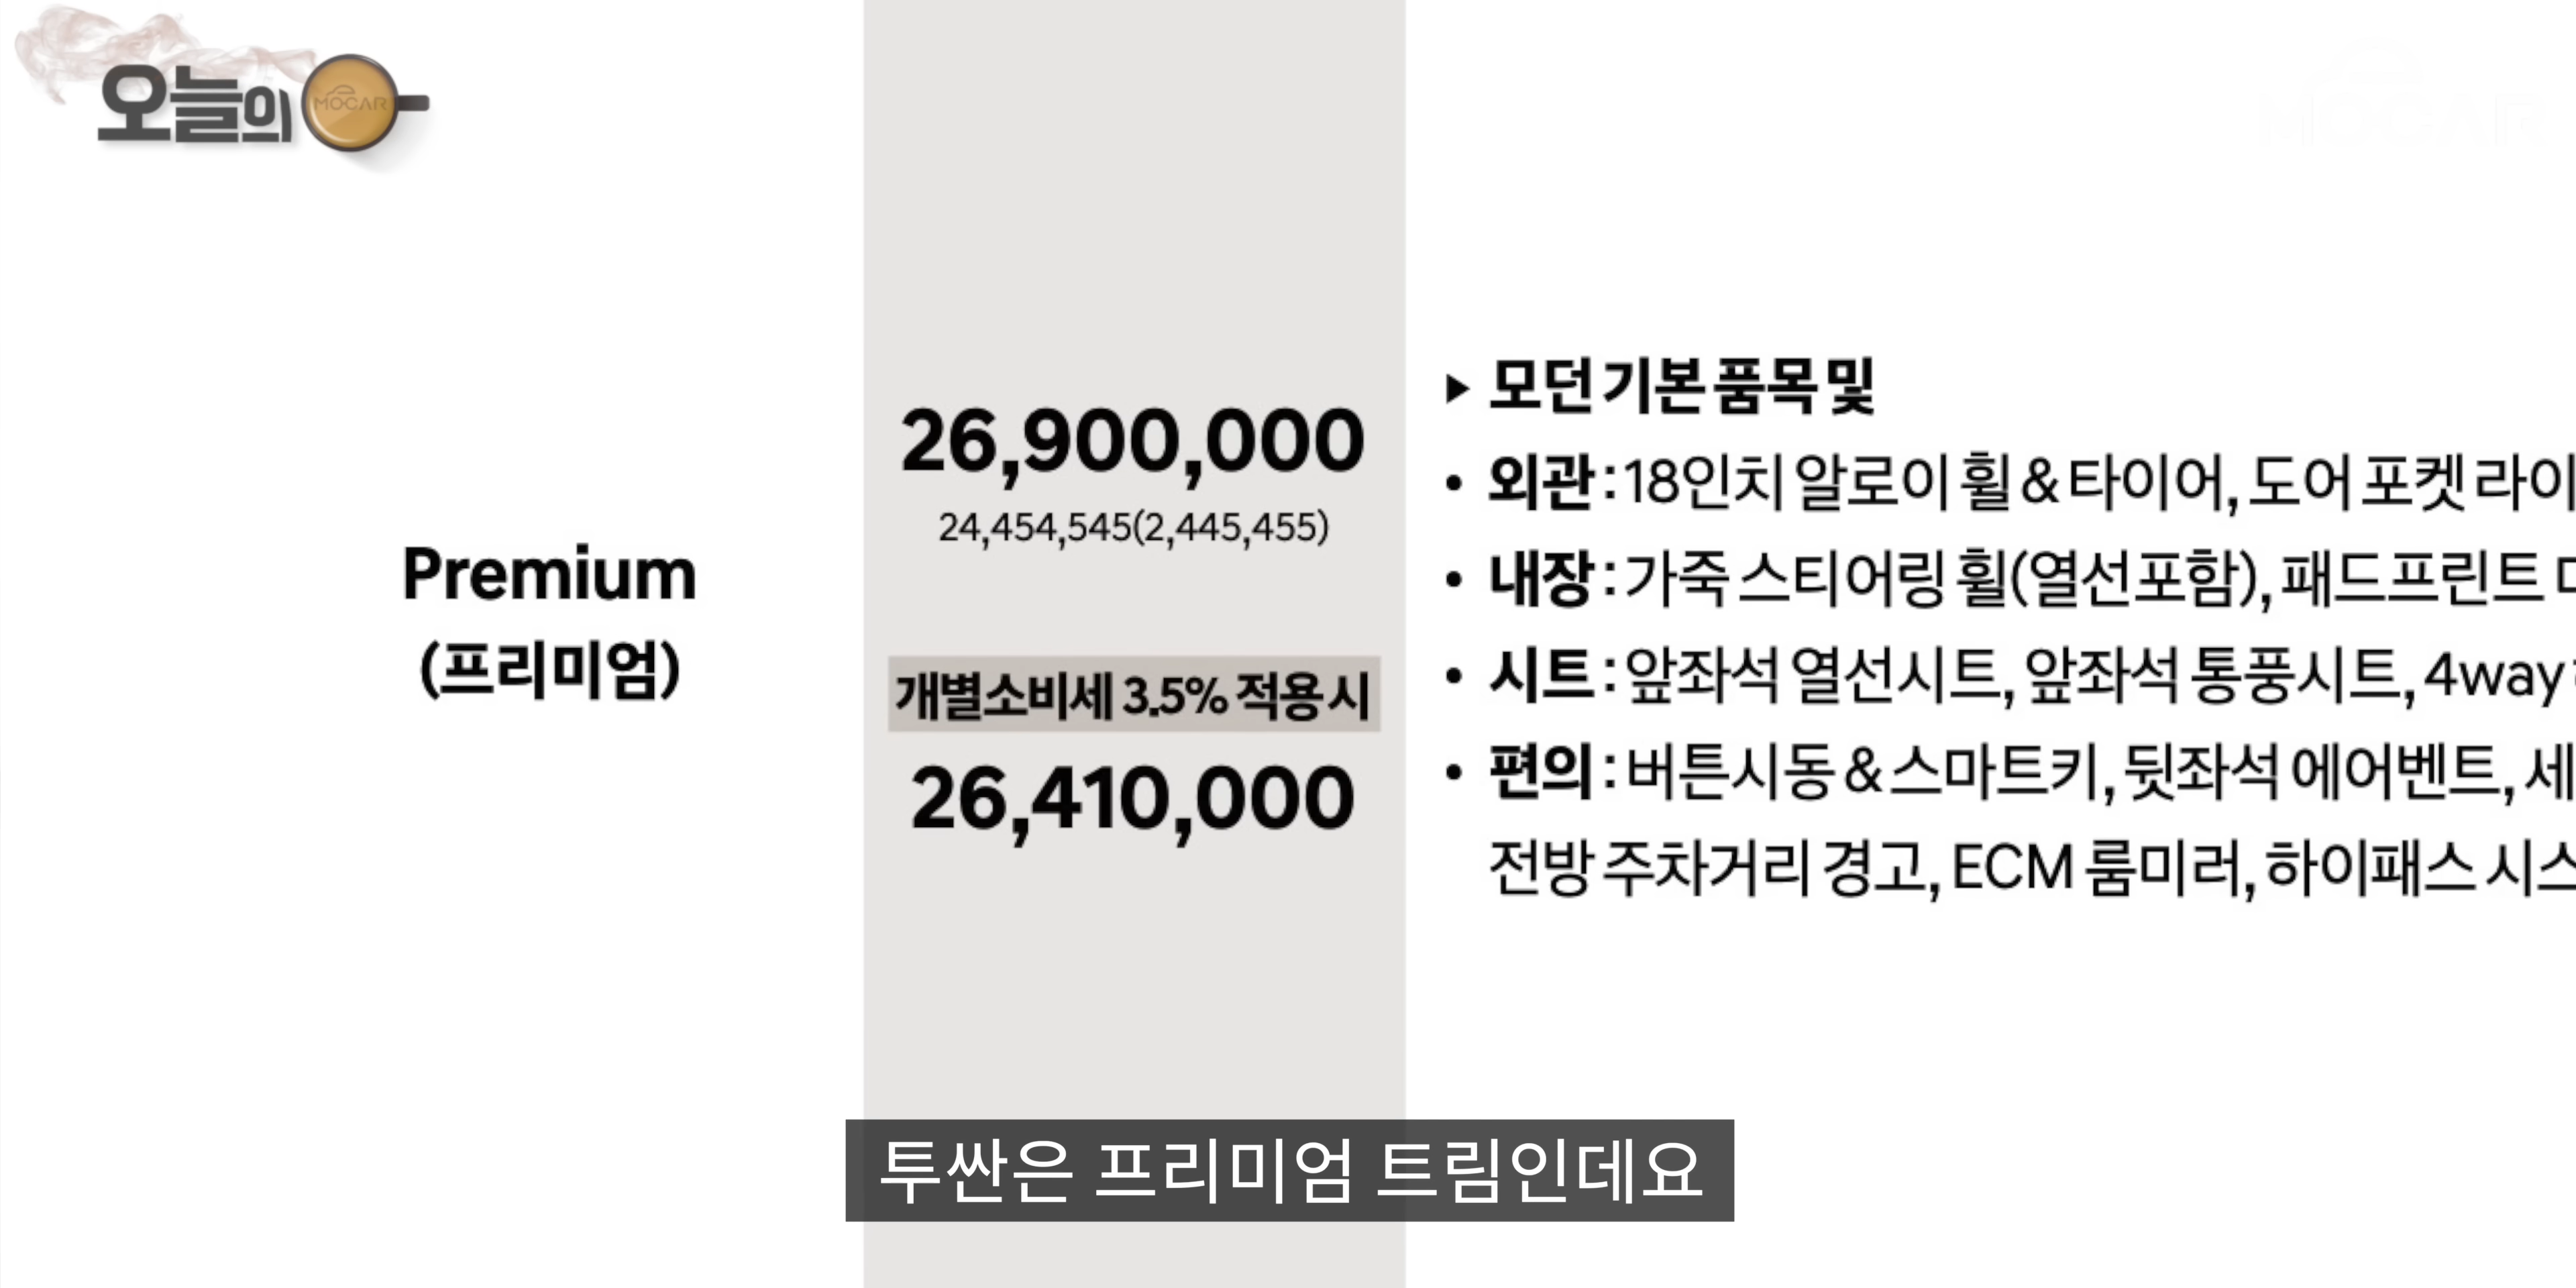 오늘의
MOCAR
Premium
(프리미엄)
26,900,000
24,454,545(2,445,455)
개별소비세 3.5% 적용시
26,410,000
▶ 모던 기본 품목 및
• 외관 : 18인치 알로이 휠 & 타이어, 도어 포켓 라이
• 내장 : 가죽 스티어링 휠(열선포함), 패드프린트
• 시트 : 앞좌석 열선시트, 앞좌석 통풍시트, 4way
• 편의 : 버튼시동 & 스마트키, 뒷좌석 에어벤트, 세
전방 주차거리 경고, ECM 룸미러, 하이패스 시스
투싼은 프리미엄 트림인데요